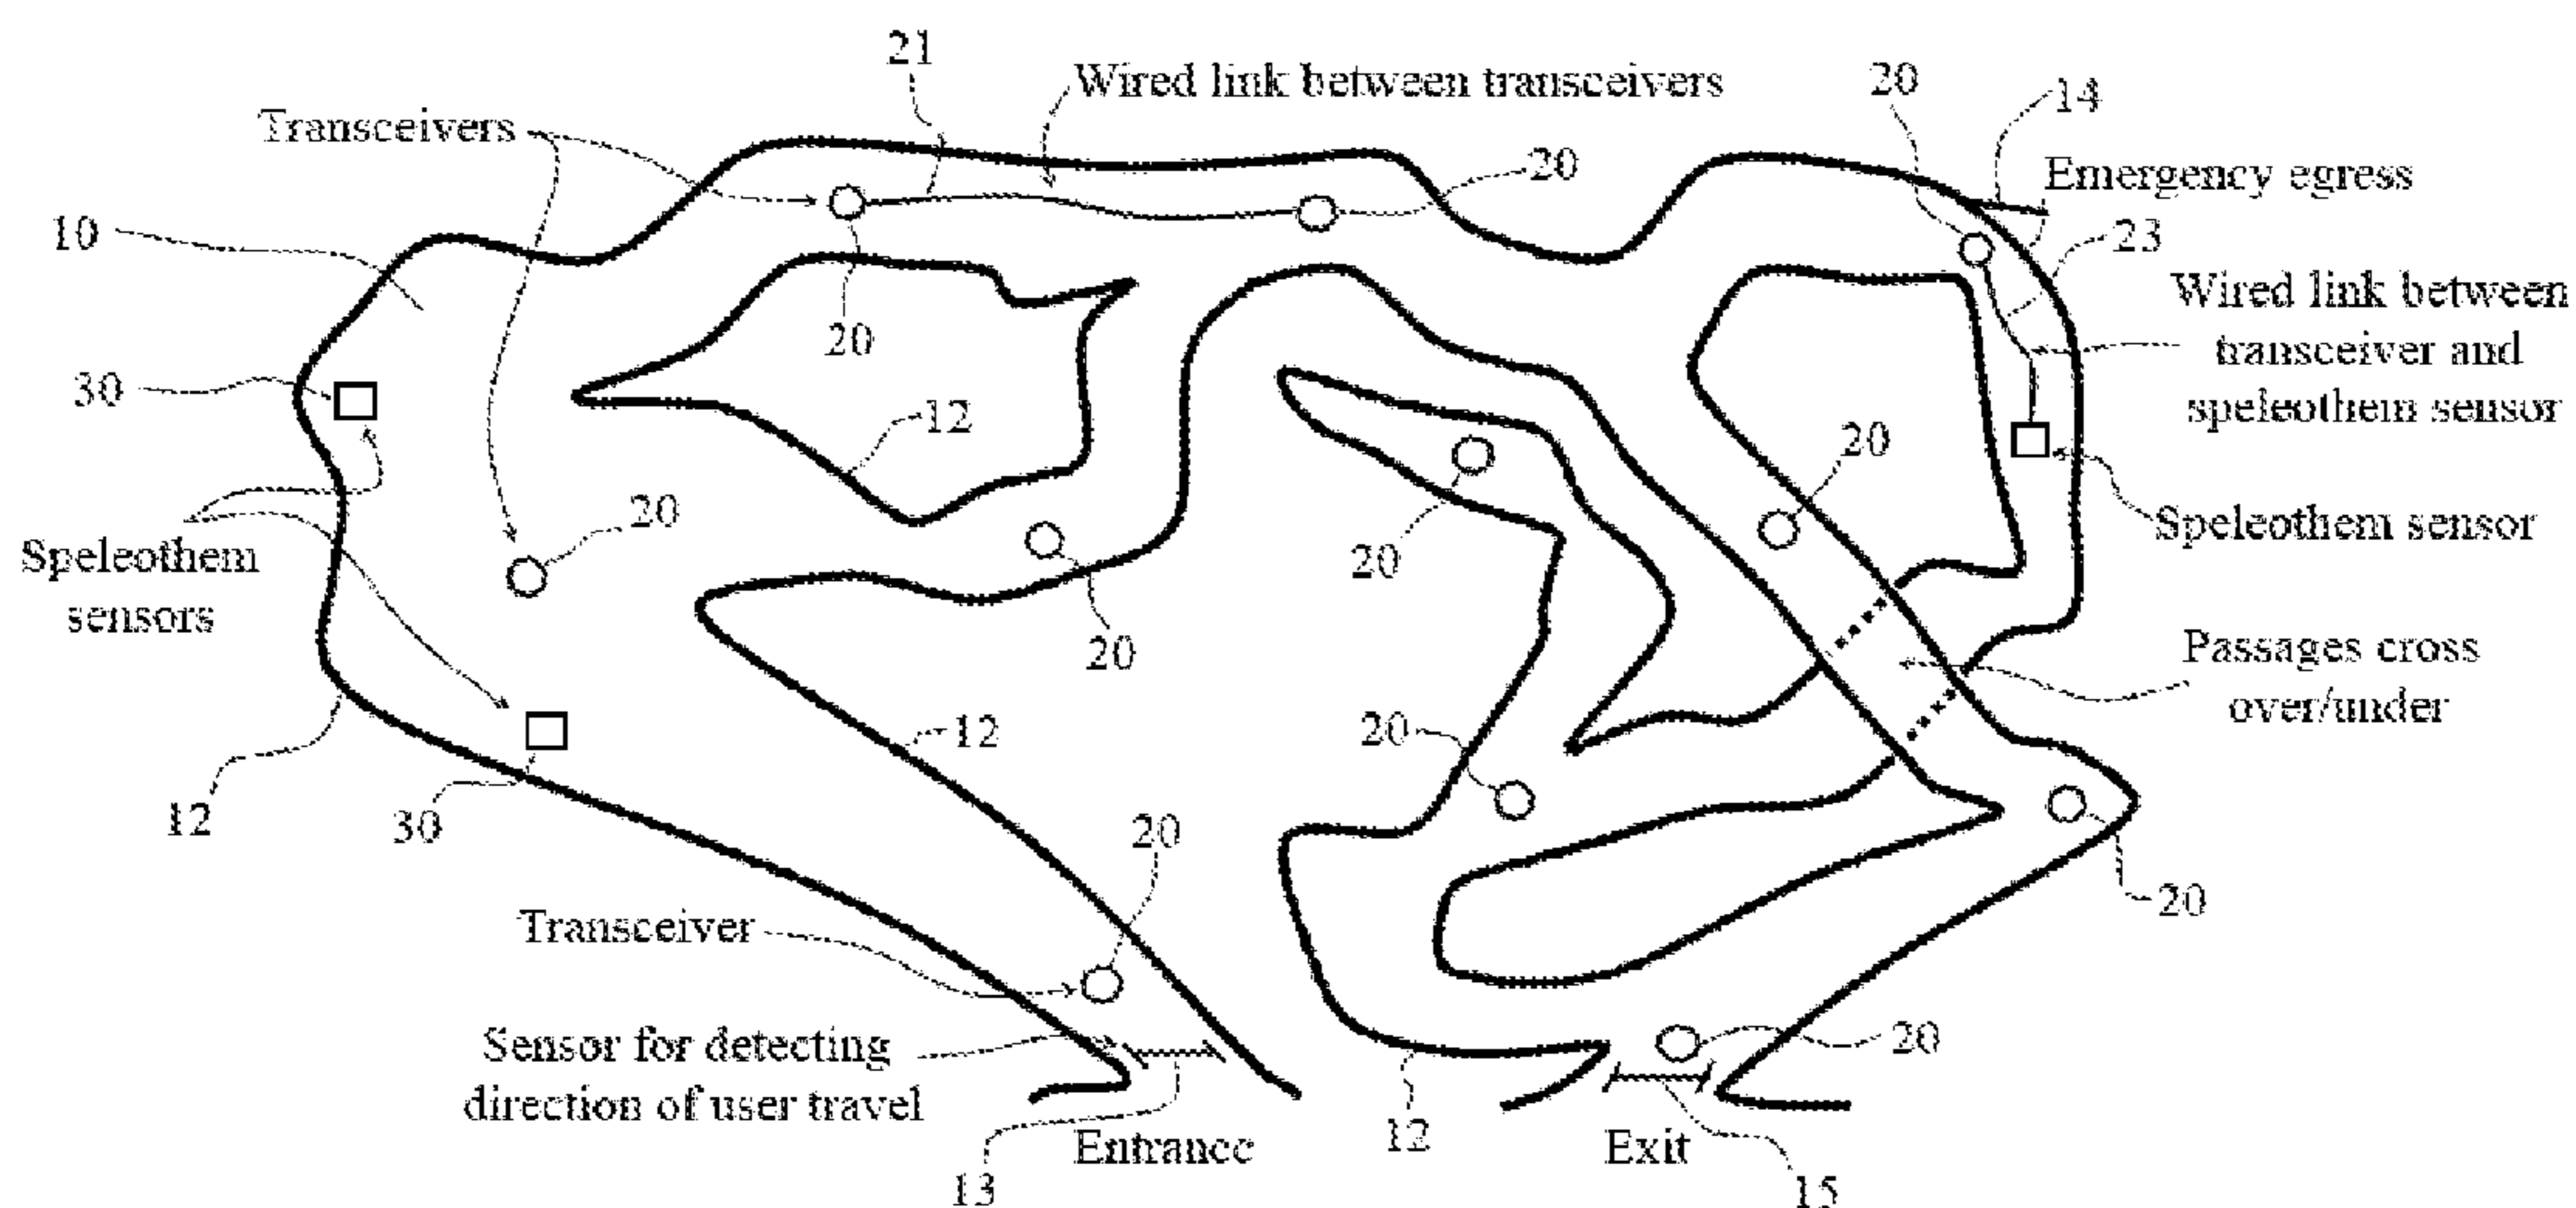 21
Wired link between transceivers
20
14
Transceivers
20
Emergency egress
10
23
20
Wired link between
transceiver and
speleothem sensor
30
12
20
20
20
Speleothem sensor
Speleothem
sensors
20
20
Passages cross
over/under
12
20
12
30
20
20
Transceiver
Sensor for detecting
direction of user travel
20
12
Entrance
Exit
13
15